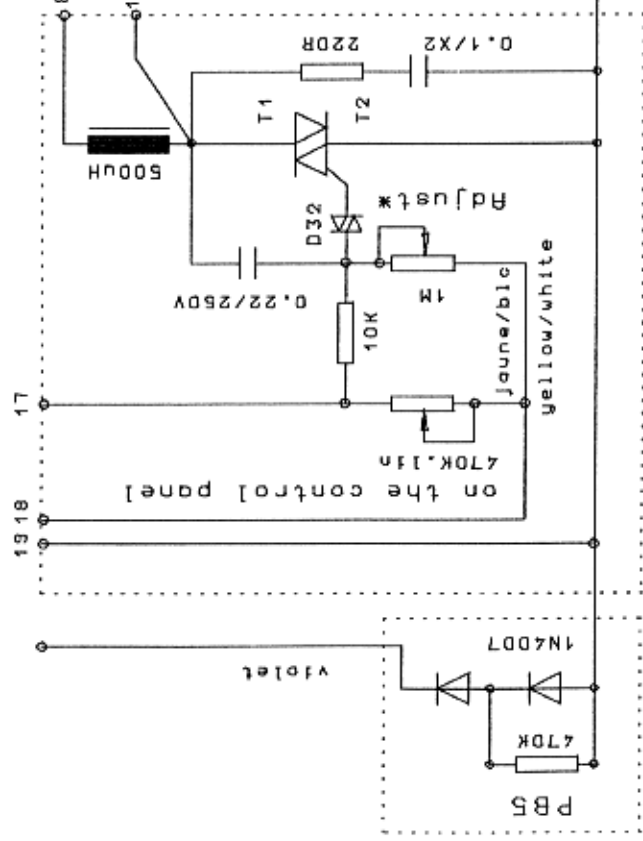 1
220R
0.1/X2
T1
T2
500uH
D32
Adjust*
0.22/250V
1M
10K
jaune/blc
yellow/white
17
470K.lin
on the control panel
18
19
violet
1N4007
470K
PB5